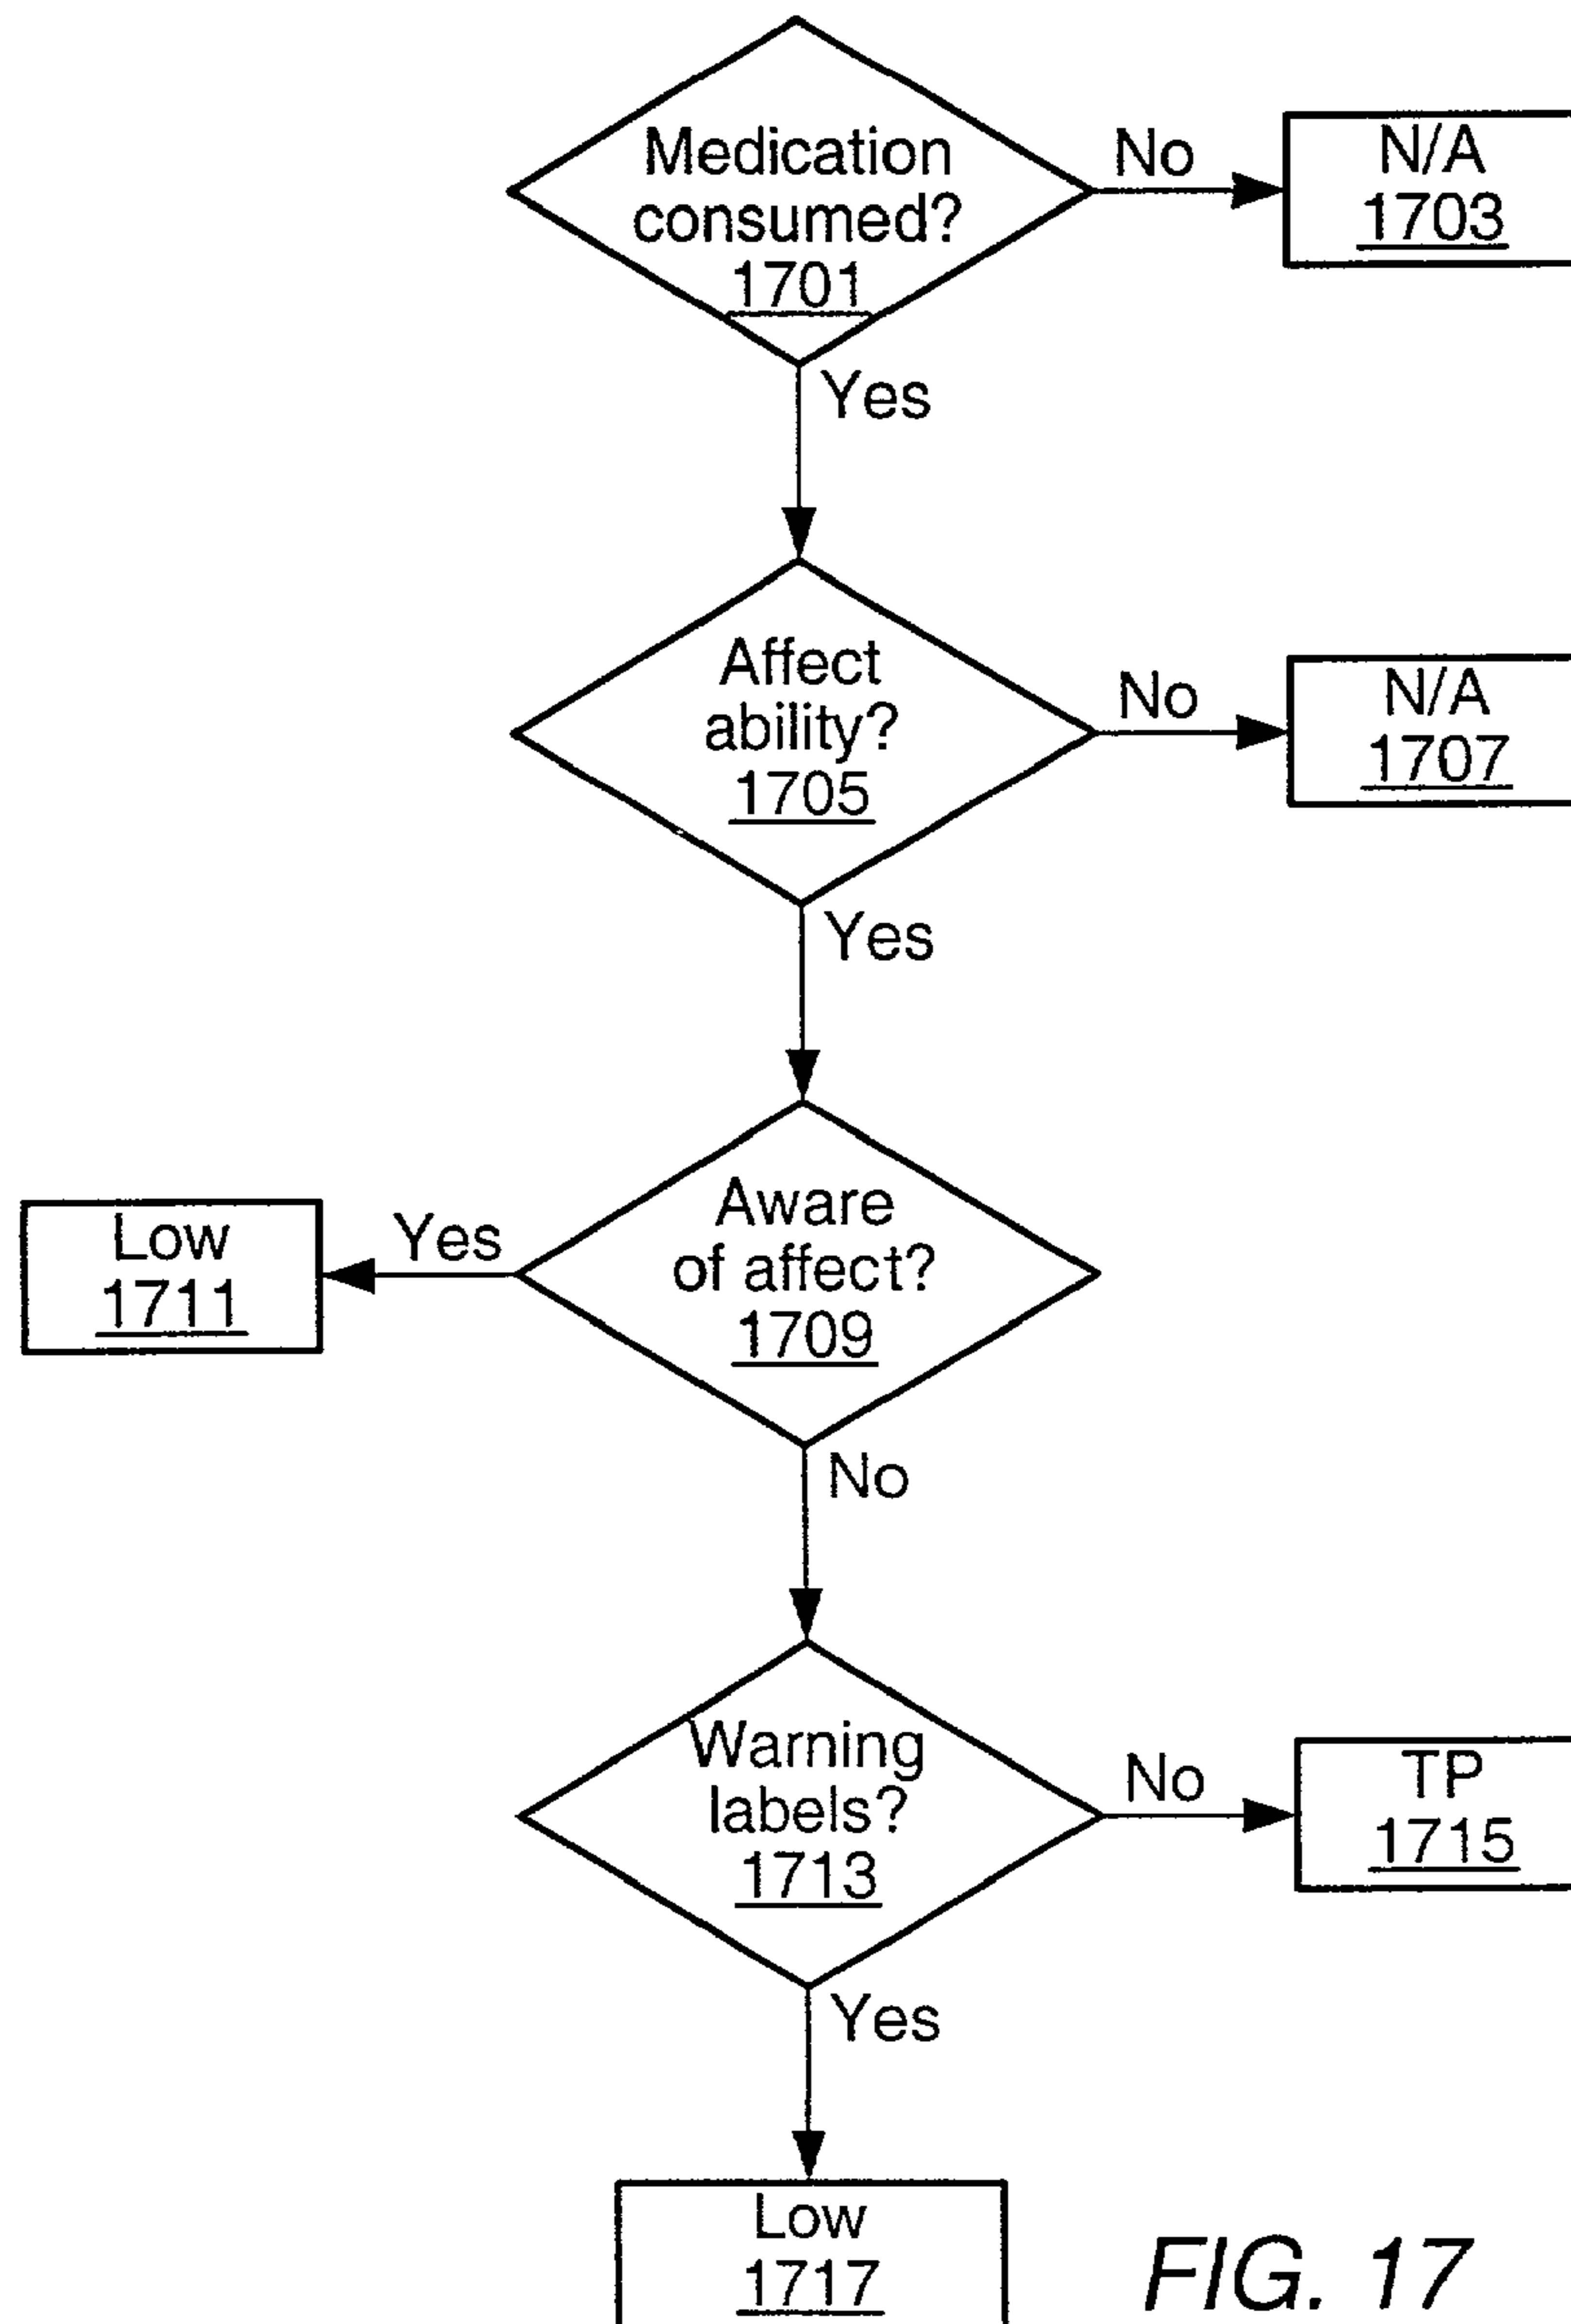 Medication
consumed?
1701
No
N/A
1703
Yes
Affect
ability?
1705
No
N/A
1707
Yes
Aware
of affect?
1709
Yes
Low
1711
No
Warning
labels?
1713
No
TP
1715
Yes
Low
1717
FIG. 17